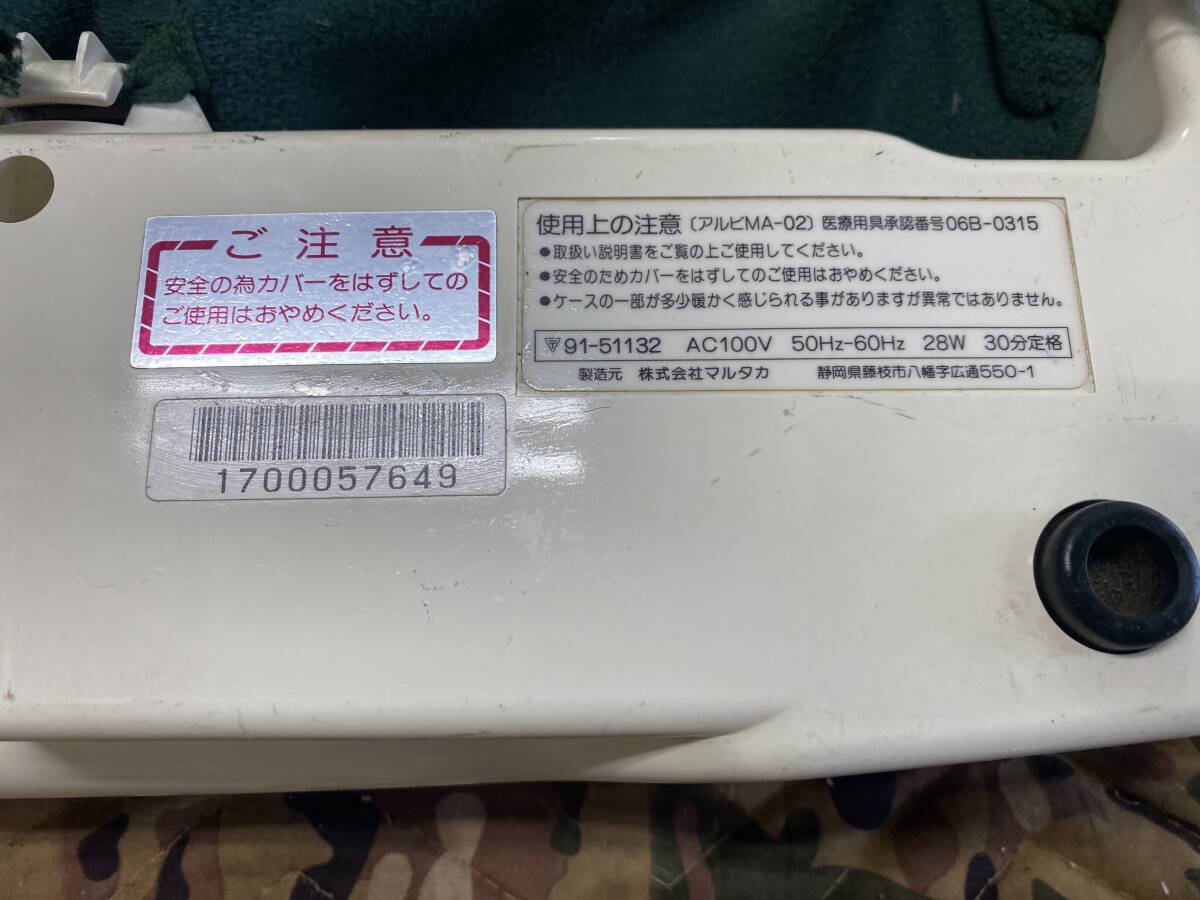 ご注意
安全の為カバーをはずしての
ご使用はおやめください。
1700057649
使用上の注意〔アルビMA-02〕医療用具承認番号06B-0315
●取扱い説明書をご覧の上ご使用してください。
●安全のためカバーをはずしてのご使用はおやめください。
●ケースの一部が多少暖かく感じられる事がありますが異常ではありません。
91-51132 AC100V 50Hz-60Hz 28W 30分定格
製造元 株式会社マルタカ 静岡県藤枝市八幡字広通550-1